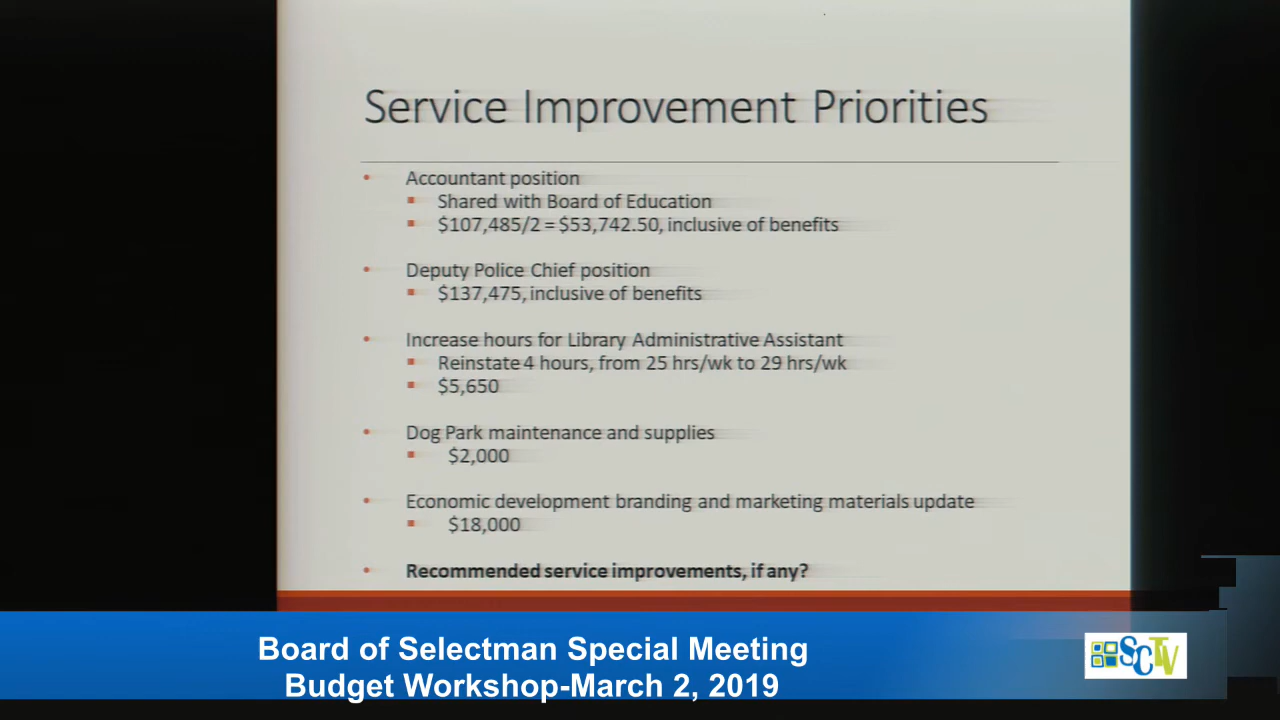 Service Improvement Priorities
• Accountant position
▪ Shared with Board of Education
▪ $107,485/2 = $53,742.50, inclusive of benefits
• Deputy Police Chief position
▪ $137,475, inclusive of benefits
• Increase hours for Library Administrative Assistant
▪ Reinstate 4 hours, from 25 hrs/wk to 29 hrs/wk
▪ $5,650
• Dog Park maintenance and supplies
▪ $2,000
• Economic development branding and marketing materials update
▪ $18,000
• Recommended service improvements, if any?
Board of Selectman Special Meeting
Budget Workshop-March 2, 2019
SCTV